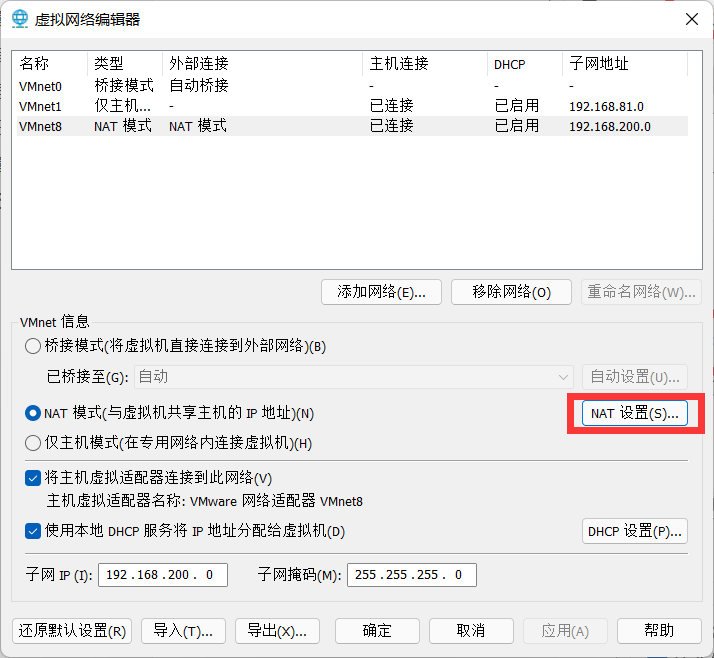 虚拟网络编辑器
名称 类型 外部连接 主机连接 DHCP 子网地址
VMnet0 桥接模式 自动桥接 - - -
VMnet1 仅主机... - 已连接 已启用 192.168.81.0
VMnet8 NAT 模式 NAT 模式 已连接 已启用 192.168.200.0
添加网络(E)... 移除网络(O) 重命名网络(W)...
VMnet 信息
桥接模式(将虚拟机直接连接到外部网络)(B)
已桥接至(G): 自动 自动设置(U)...
NAT 模式(与虚拟机共享主机的 IP 地址)(N) NAT 设置(S)...
仅主机模式(在专用网络内连接虚拟机)(H)
将主机虚拟适配器连接到此网络(V)
主机虚拟适配器名称: VMware 网络适配器 VMnet8
使用本地 DHCP 服务将 IP 地址分配给虚拟机(D) DHCP 设置(P)...
子网 IP (I): 192.168.200. 0 子网掩码(M): 255.255.255. 0
还原默认设置(R) 导入(T)... 导出(X)... 确定 取消 应用(A) 帮助